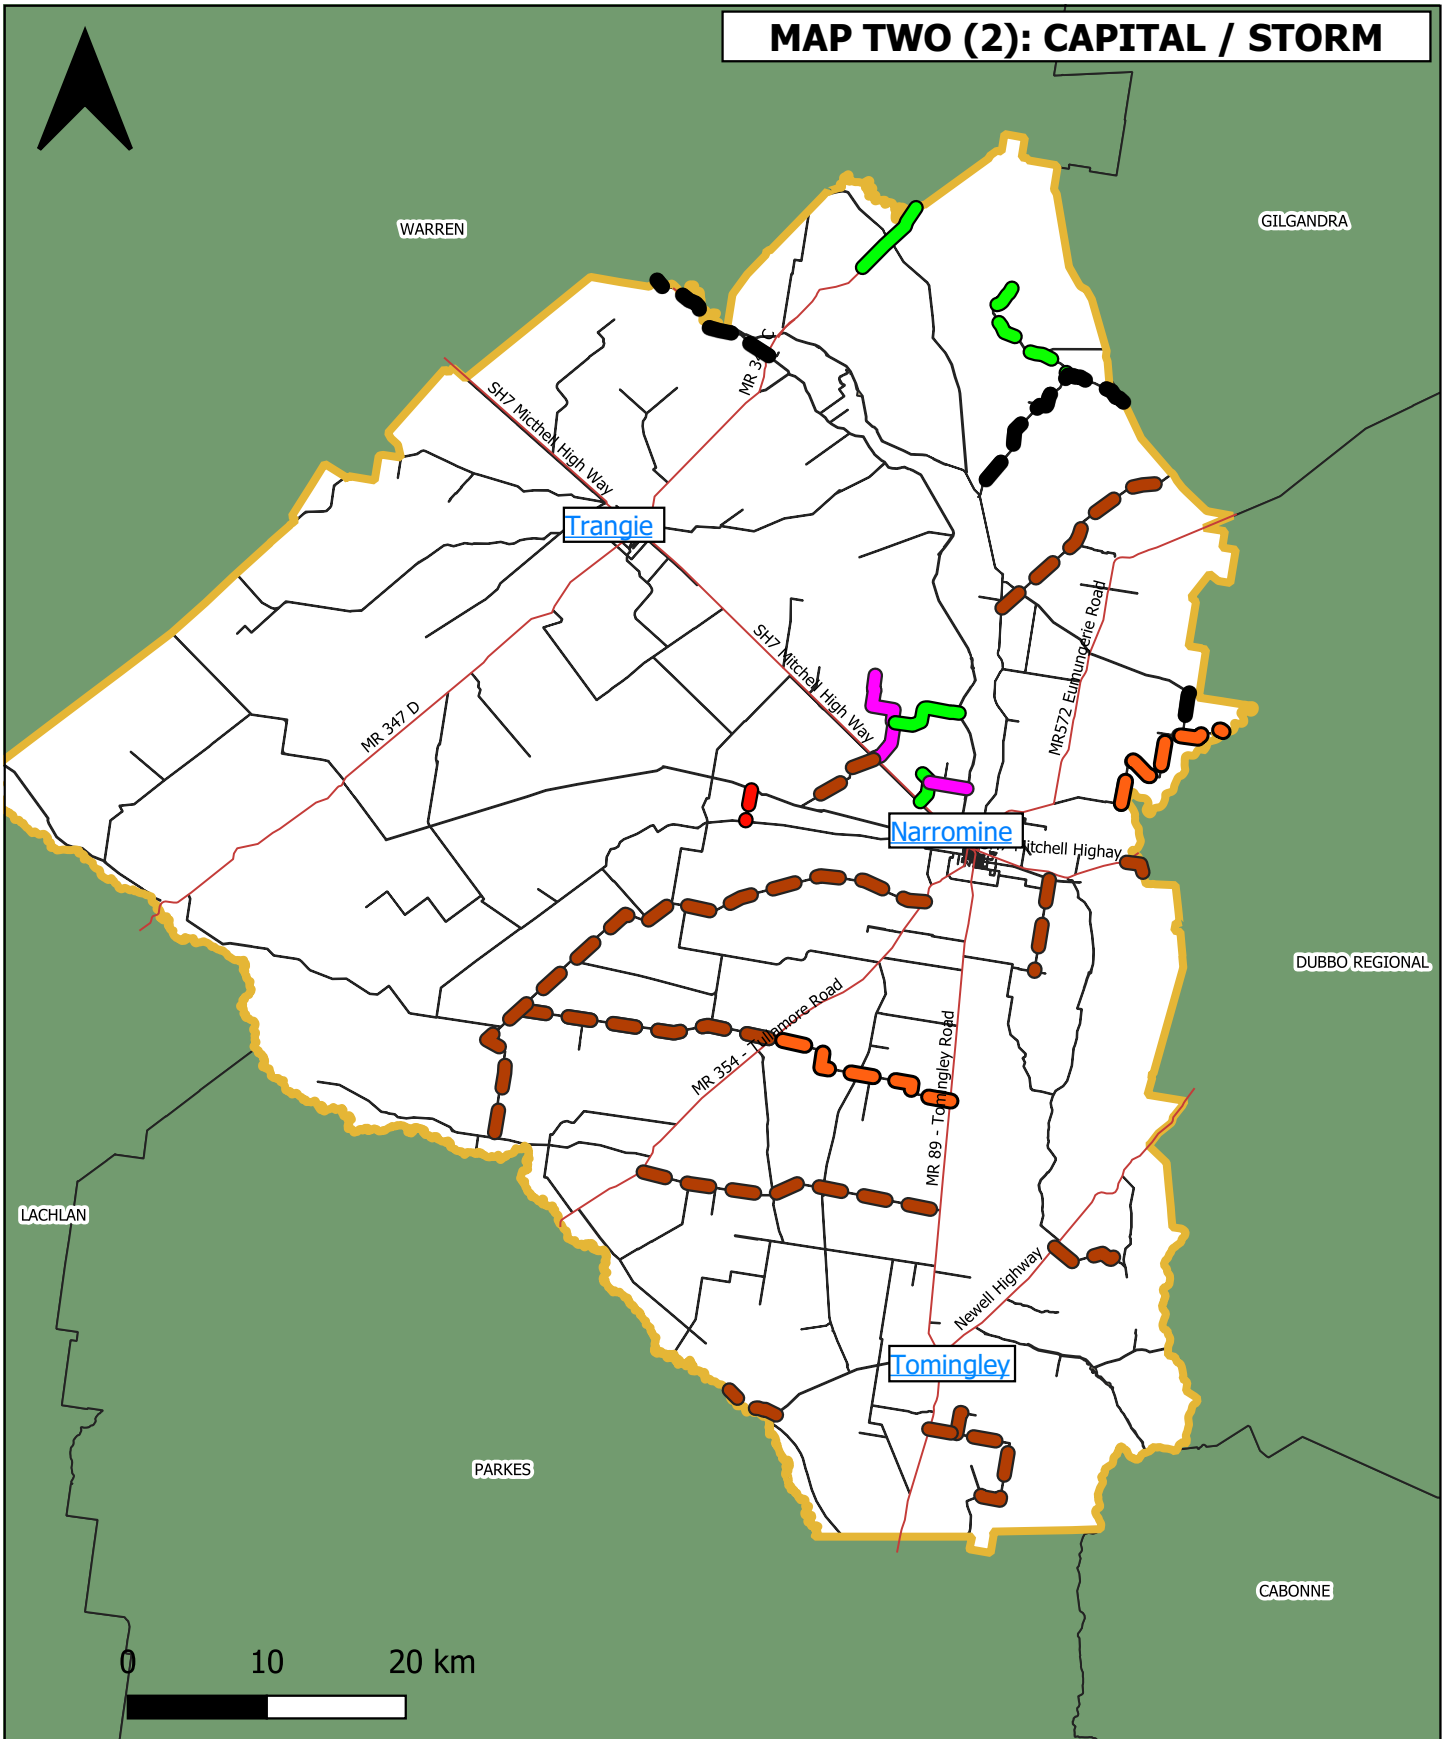 MAP TWO (2): CAPITAL / STORM
WARREN
GILGANDRA
SH7 Micthell High Way
Trangie
MR572 Eumungerie Road
SH7 Mitchell High Way
MR 347 D
Narromine
Mitchell Highay
DUBBO REGIONAL
MR 354 - Tullamore Road
MR 89 - Tomingley Road
LACHLAN
Newell Highway
Tomingley
PARKES
CABONNE
0 10 20 km